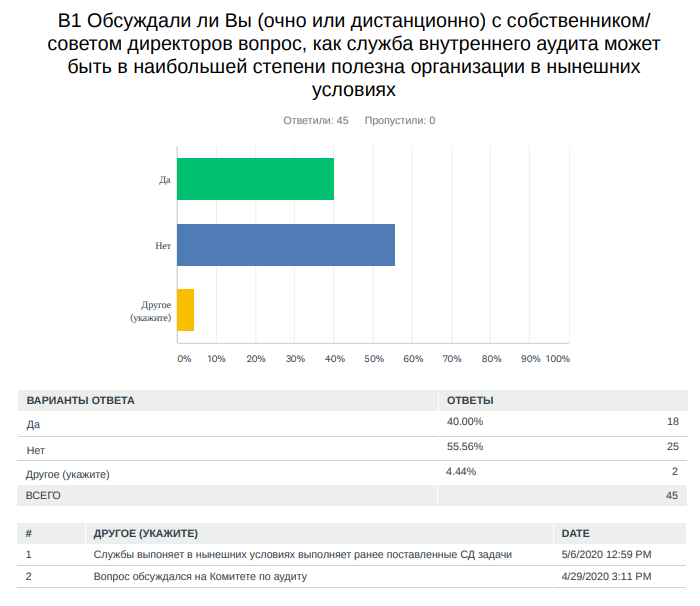 В1 Обсуждали ли Вы (очно или дистанционно) с собственником/
советом директоров вопрос, как служба внутреннего аудита может
быть в наибольшей степени полезна организации в нынешних
условиях
Ответили: 45 Пропустили: 0
Да
Нет
Другое
(укажите)
0% 10% 20% 30% 40% 50% 60% 70% 80% 90% 100%
ВАРИАНТЫ ОТВЕТА ОТВЕТЫ
Да 40.00% 18
Нет 55.56% 25
Другое (укажите) 4.44% 2
ВСЕГО 45
# ДРУГОЕ (УКАЖИТЕ) DATE
1 Службы выпоняет в нынешних условиях выполняет ранее поставленные СД задачи 5/6/2020 12:59 PM
2 Вопрос обсуждался на Комитете по аудиту 4/29/2020 3:11 PM